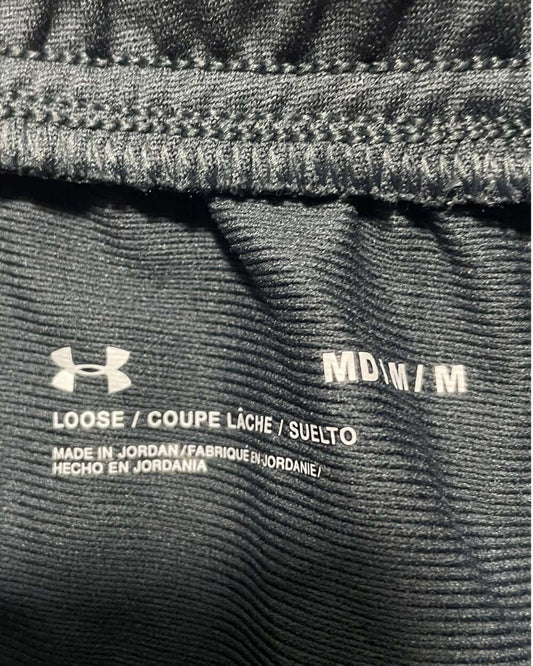 MD/M/M
LOOSE / COUPE LÂCHE / SUELTO
MADE IN JORDAN/FABRIQUÉ EN JORDANIE/
HECHO EN JORDANIA